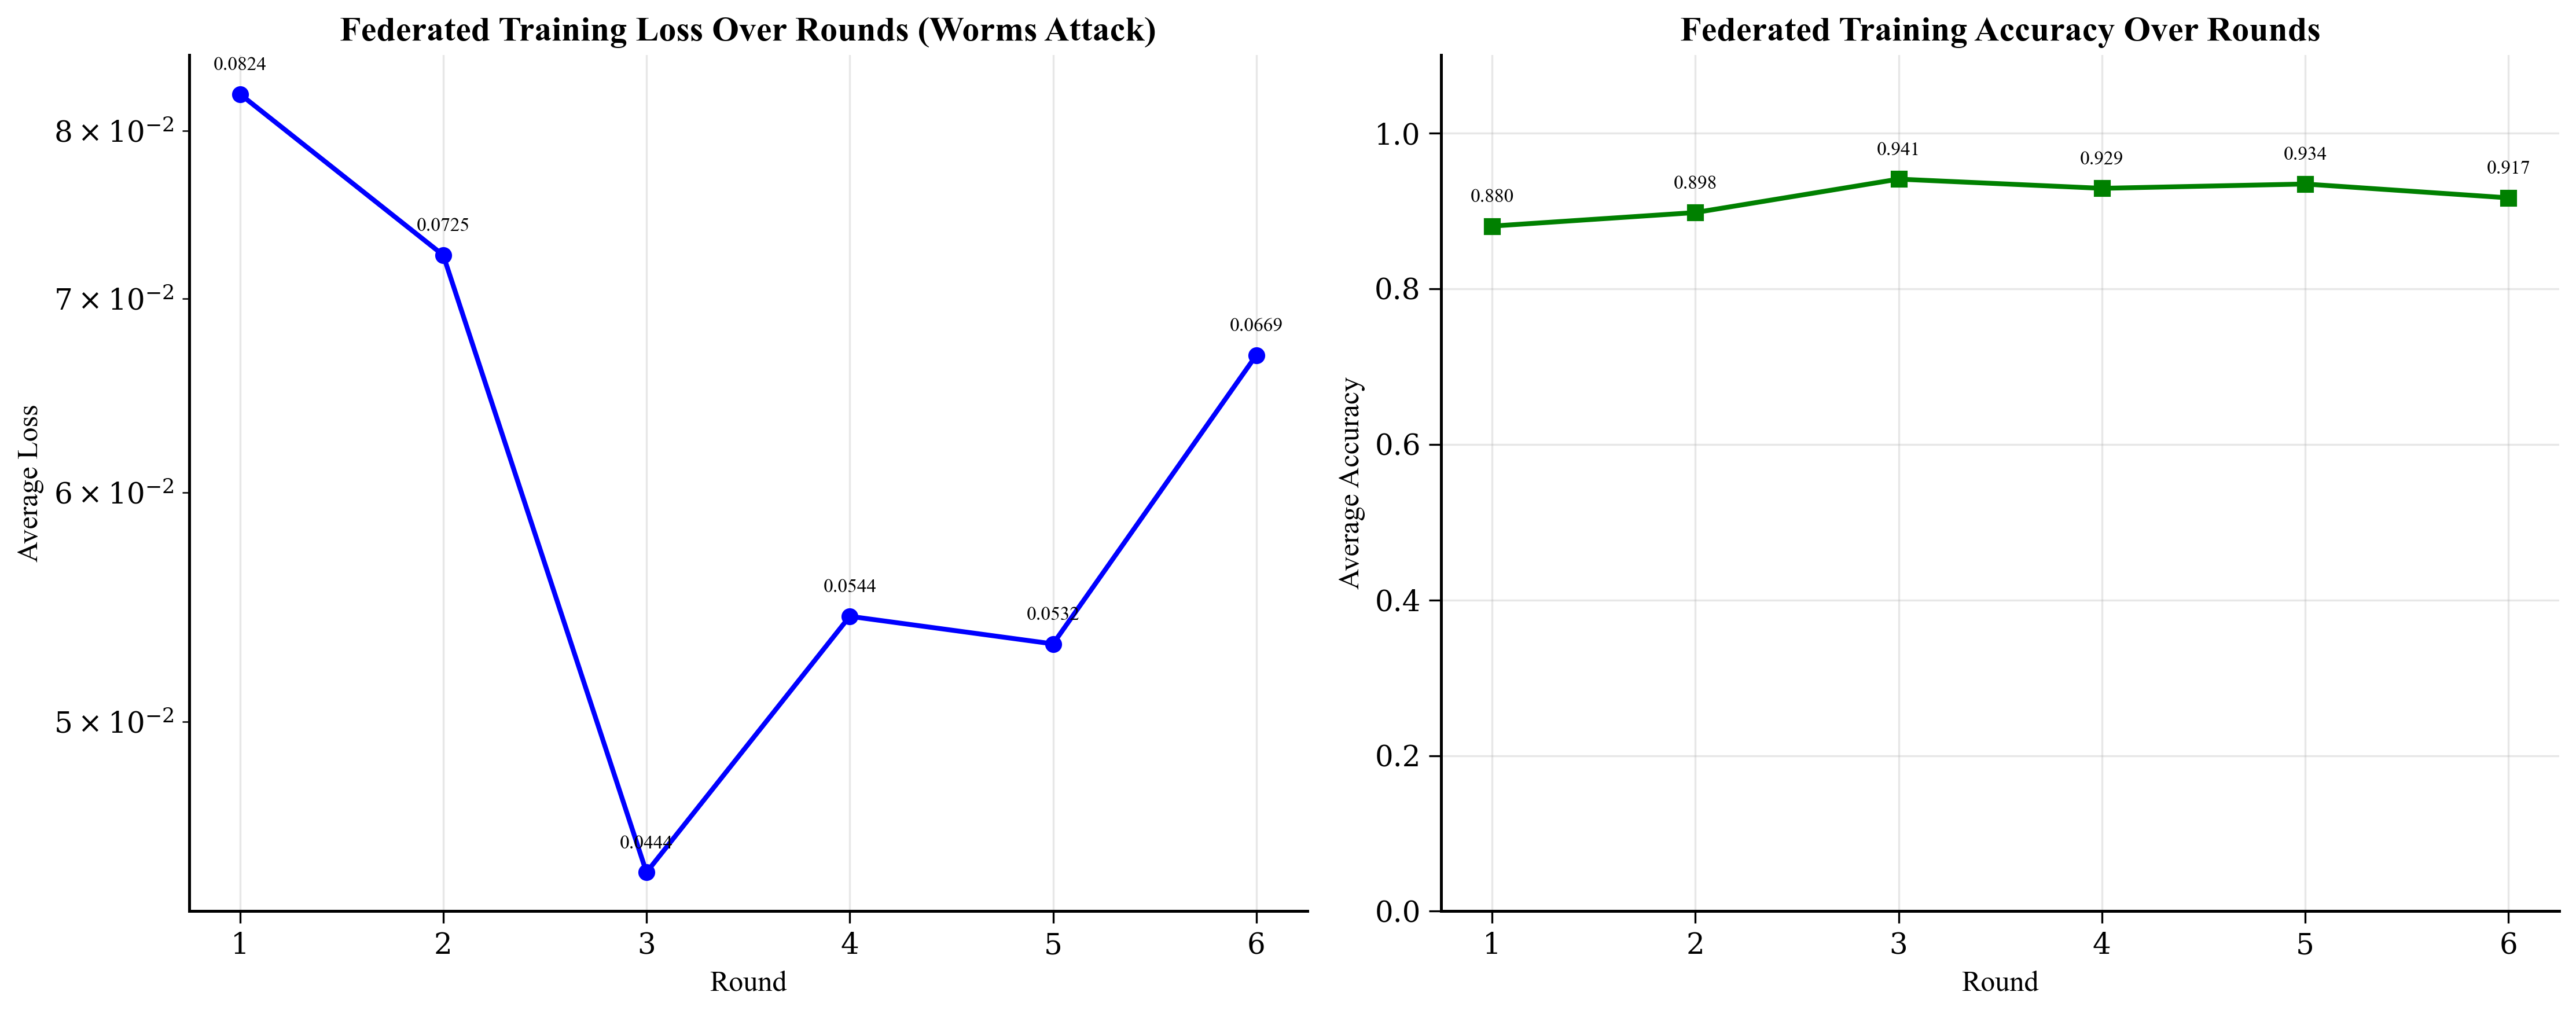 Federated Training Loss Over Rounds (Worms Attack)
0.0824
8 × 10⁻²
0.0725
7 × 10⁻²
0.0669
Average Loss
6 × 10⁻²
0.0544
0.0532
5 × 10⁻²
0.0444
1 2 3 4 5 6
Round
Federated Training Accuracy Over Rounds
1.0
0.880 0.898 0.941 0.929 0.934 0.917
0.8
0.6
Average Accuracy
0.4
0.2
0.0
1 2 3 4 5 6
Round